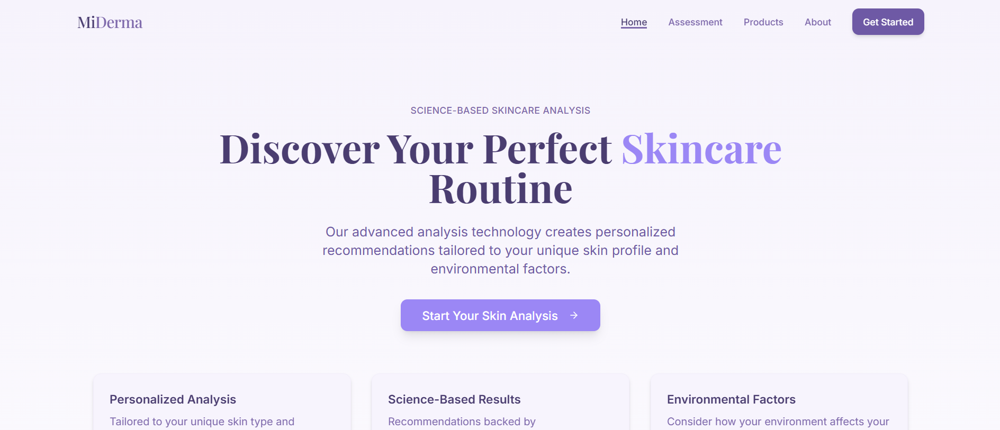 MiDerma
Home Assessment Products About Get Started
SCIENCE-BASED SKINCARE ANALYSIS
Discover Your Perfect Skincare
Routine
Our advanced analysis technology creates personalized
recommendations tailored to your unique skin profile and
environmental factors.
Start Your Skin Analysis →
Personalized Analysis
Tailored to your unique skin type and
Science-Based Results
Recommendations backed by
Environmental Factors
Consider how your environment affects your